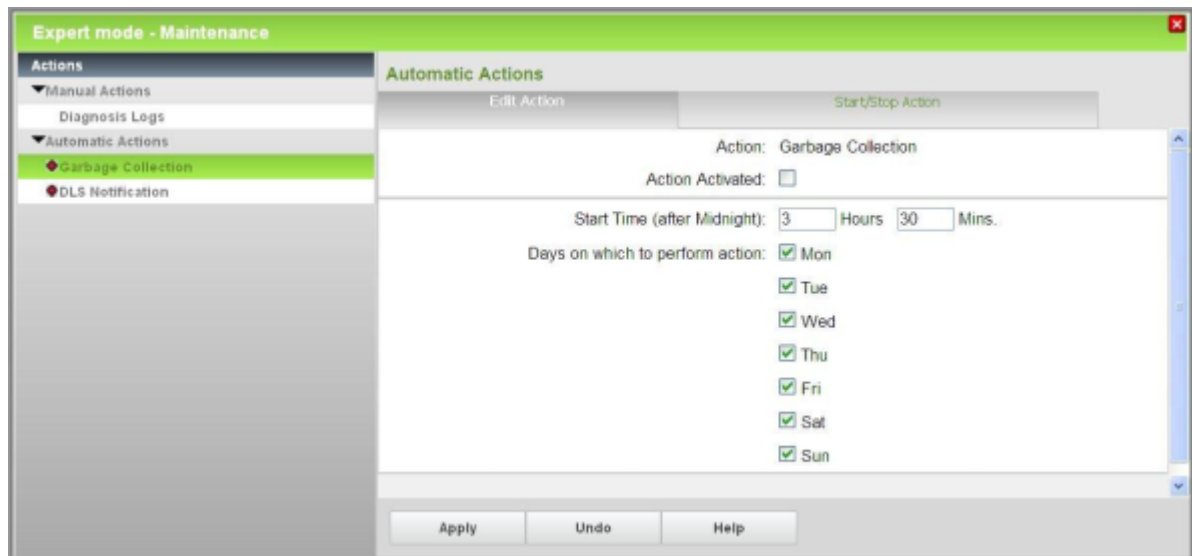 Expert mode - Maintenance
Actions
Manual Actions
Diagnosis Logs
Automatic Actions
Garbage Collection
DLS Notification
Automatic Actions
Edit Action
Start/Stop Action
Action: Garbage Collection
Action Activated:
Start Time (after Midnight): 3 Hours 30 Mins.
Days on which to perform action: Mon
Tue
Wed
Thu
Fri
Sat
Sun
Apply Undo Help